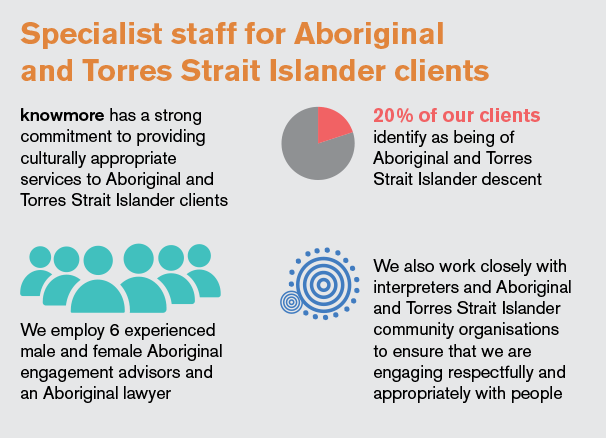 Specialist staff for Aboriginal
and Torres Strait Islander clients
knowmore has a strong
commitment to providing
culturally appropriate
services to Aboriginal and
Torres Strait Islander clients
20% of our clients
identify as being of
Aboriginal and Torres
Strait Islander descent
We employ 6 experienced
male and female Aboriginal
engagement advisors and
an Aboriginal lawyer
We also work closely with
interpreters and Aboriginal
and Torres Strait Islander
community organisations
to ensure that we are
engaging respectfully and
appropriately with people